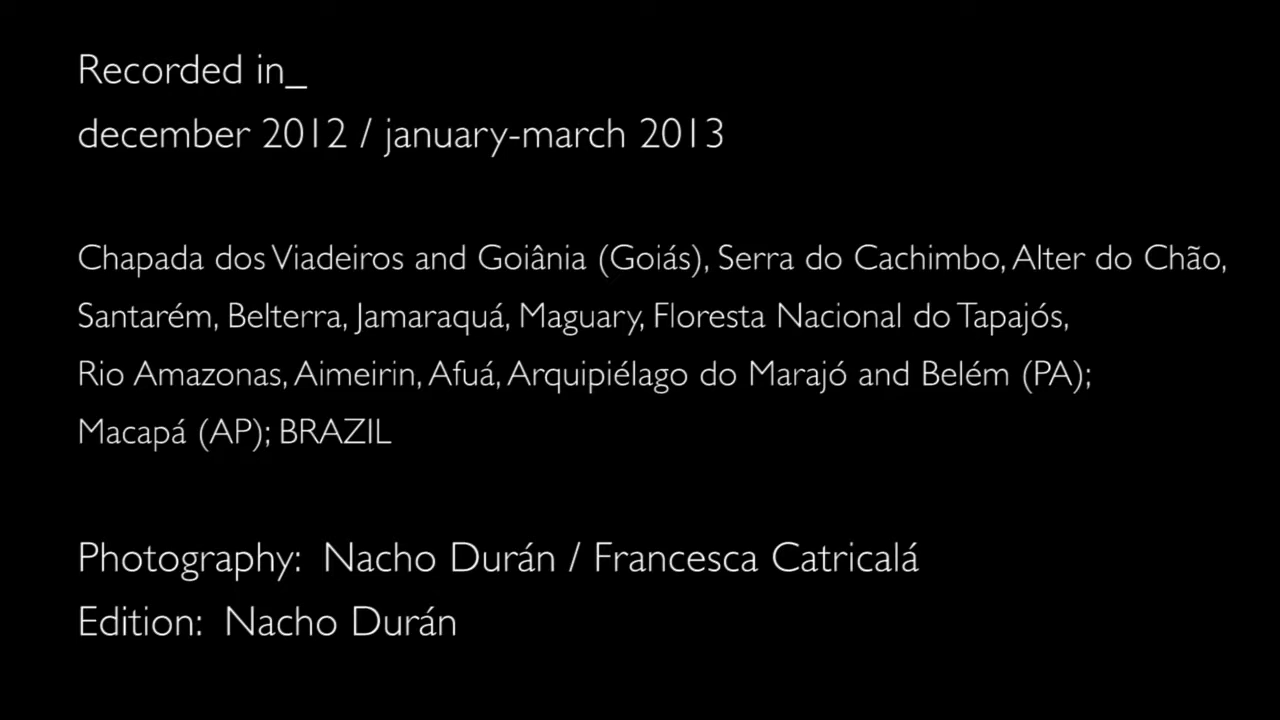 Recorded in_
december 2012 / january-march 2013
Chapada dos Viadeiros and Goiânia (Goiás), Serra do Cachimbo, Alter do Chão,
Santarém, Belterra, Jamaraquá, Maguary, Floresta Nacional do Tapajós,
Rio Amazonas, Aimeirin, Afuá, Arquipiélago do Marajó and Belém (PA);
Macapá (AP); BRAZIL
Photography: Nacho Durán / Francesca Catricalá
Edition: Nacho Durán